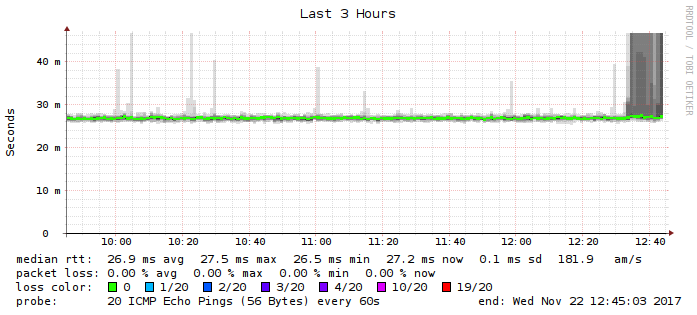 Last 3 Hours
RRDTOOL / TOBI OETIKER
Seconds
40 m
30 m
20 m
10 m
0
10:00 10:20 10:40 11:00 11:20 11:40 12:00 12:20 12:40
median rtt: 26.9 ms avg 27.5 ms max 26.5 ms min 27.2 ms now 0.1 ms sd 181.9 am/s
packet loss: 0.00 % avg 0.00 % max 0.00 % min 0.00 % now
loss color: 0 1/20 2/20 3/20 4/20 10/20 19/20
probe: 20 ICMP Echo Pings (56 Bytes) every 60s end: Wed Nov 22 12:45:03 2017